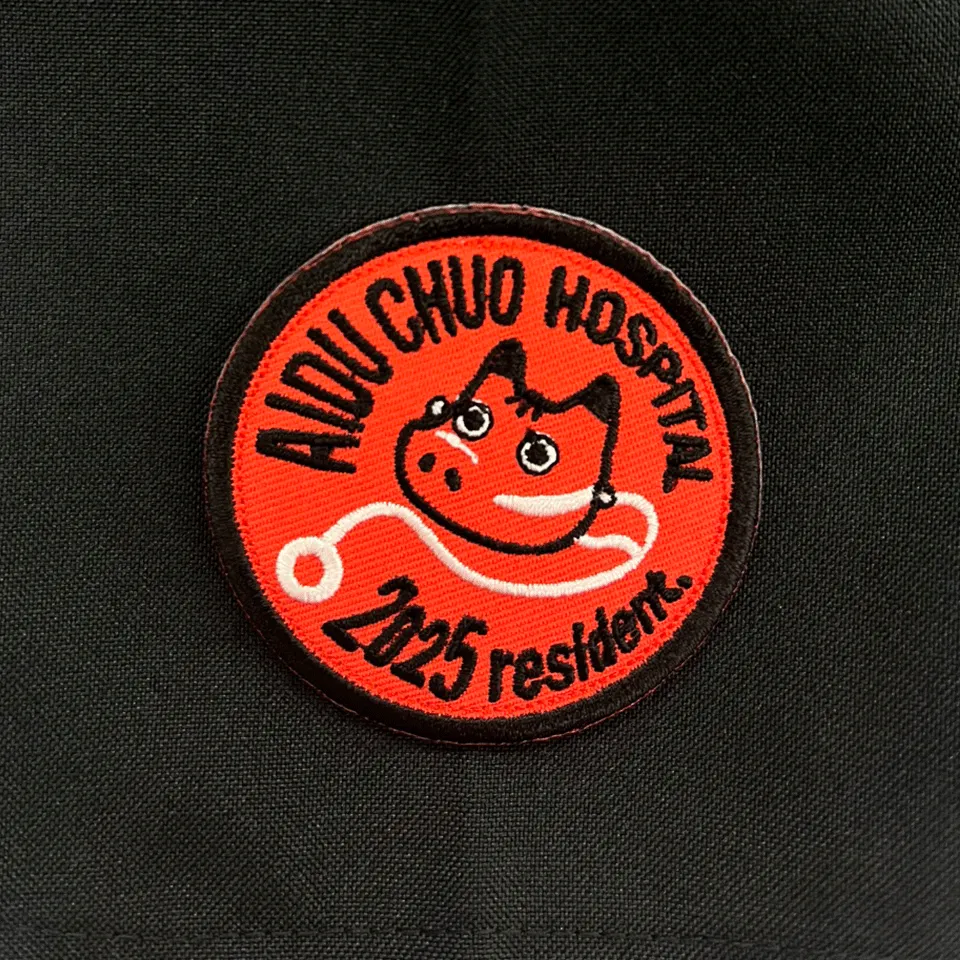 AIDU CHUO HOSPITAL
2025 resident.